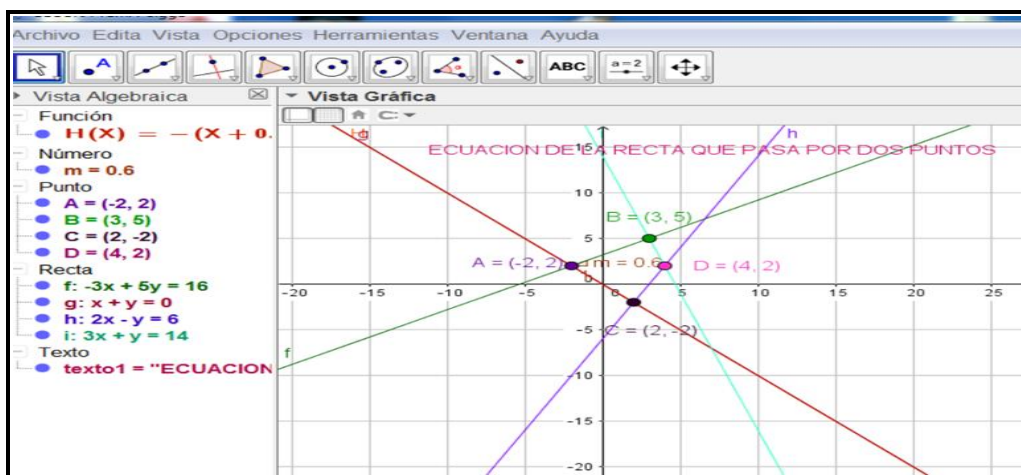 Archivo Edita Vista Opciones Herramientas Ventana Ayuda
A
ABC
a = 2
Vista Algebraica
Función
H(X) = -(X + 0.
Número
m = 0.6
Punto
A = (-2, 2)
B = (3, 5)
C = (2, -2)
D = (4, 2)
Recta
f: -3x + 5y = 16
g: x + y = 0
h: 2x - y = 6
i: 3x + y = 14
Texto
texto1 = "ECUACION
Vista Gráfica
ECUACION DE LA RECTA QUE PASA POR DOS PUNTOS
h
g
15
10
B = (3, 5)
5
A = (-2, 2)
m = 0.6
D = (4, 2)
-20 -15 -10 -5 0 5 10 15 20 25
-5
C = (2, -2)
f
-10
-15
-20